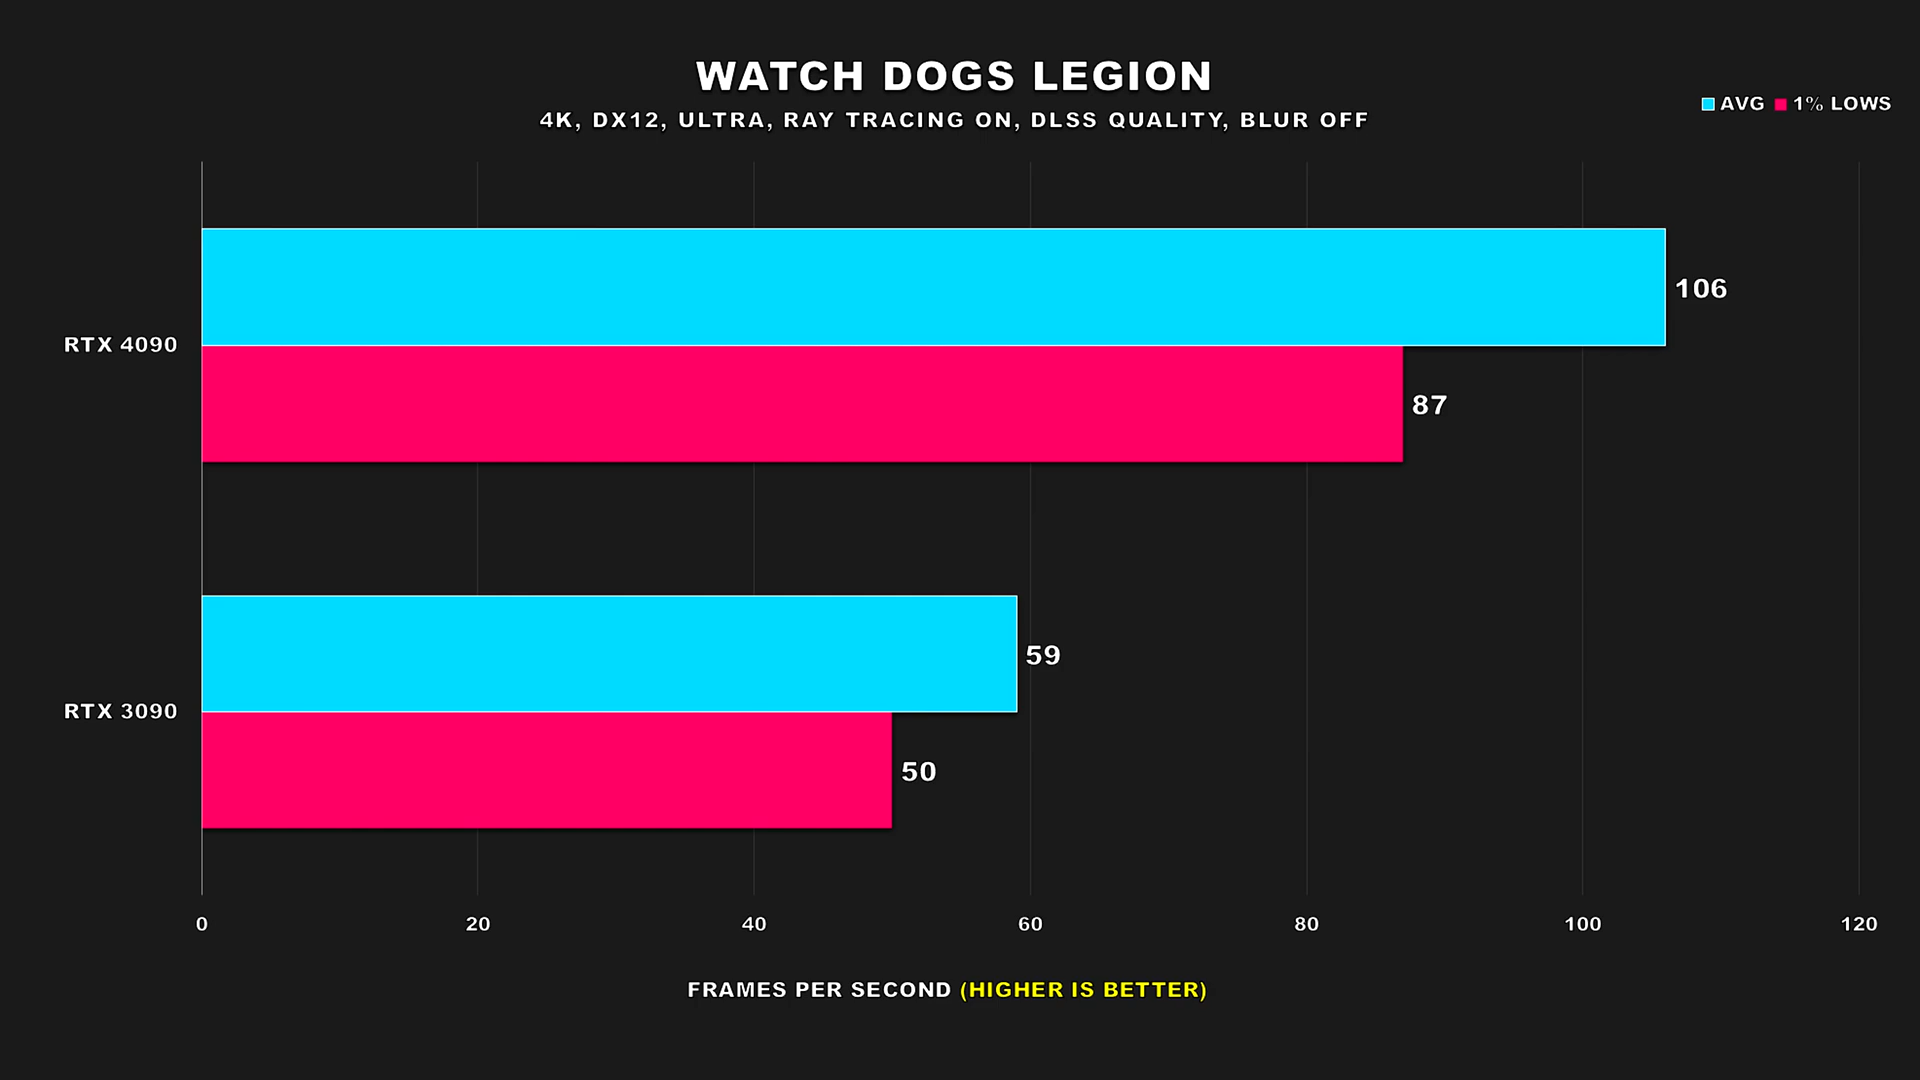 WATCH DOGS LEGION
4K, DX12, ULTRA, RAY TRACING ON, DLSS QUALITY, BLUR OFF
AVG 1% LOWS
106
RTX 4090
87
59
RTX 3090
50
0 20 40 60 80 100 120
FRAMES PER SECOND (HIGHER IS BETTER)